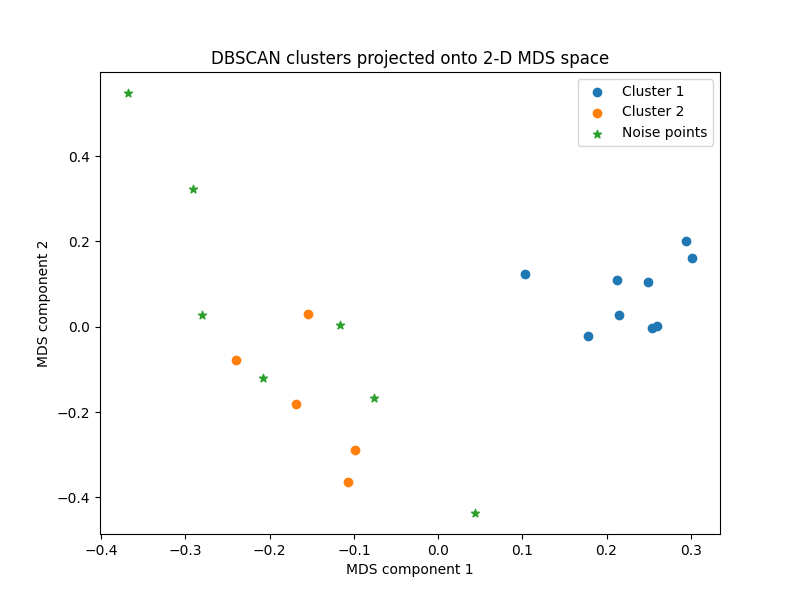 DBSCAN clusters projected onto 2-D MDS space
Cluster 1
Cluster 2
Noise points
0.4
0.2
0.0
−0.2
−0.4
MDS component 2
−0.4
−0.3
−0.2
−0.1
0.0
0.1
0.2
0.3
MDS component 1